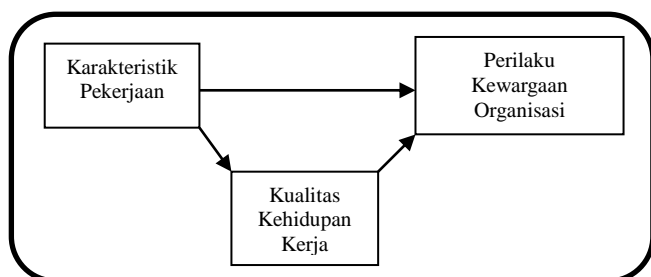 Karakteristik
Pekerjaan
Perilaku
Kewargaan
Organisasi
Kualitas
Kehidupan
Kerja